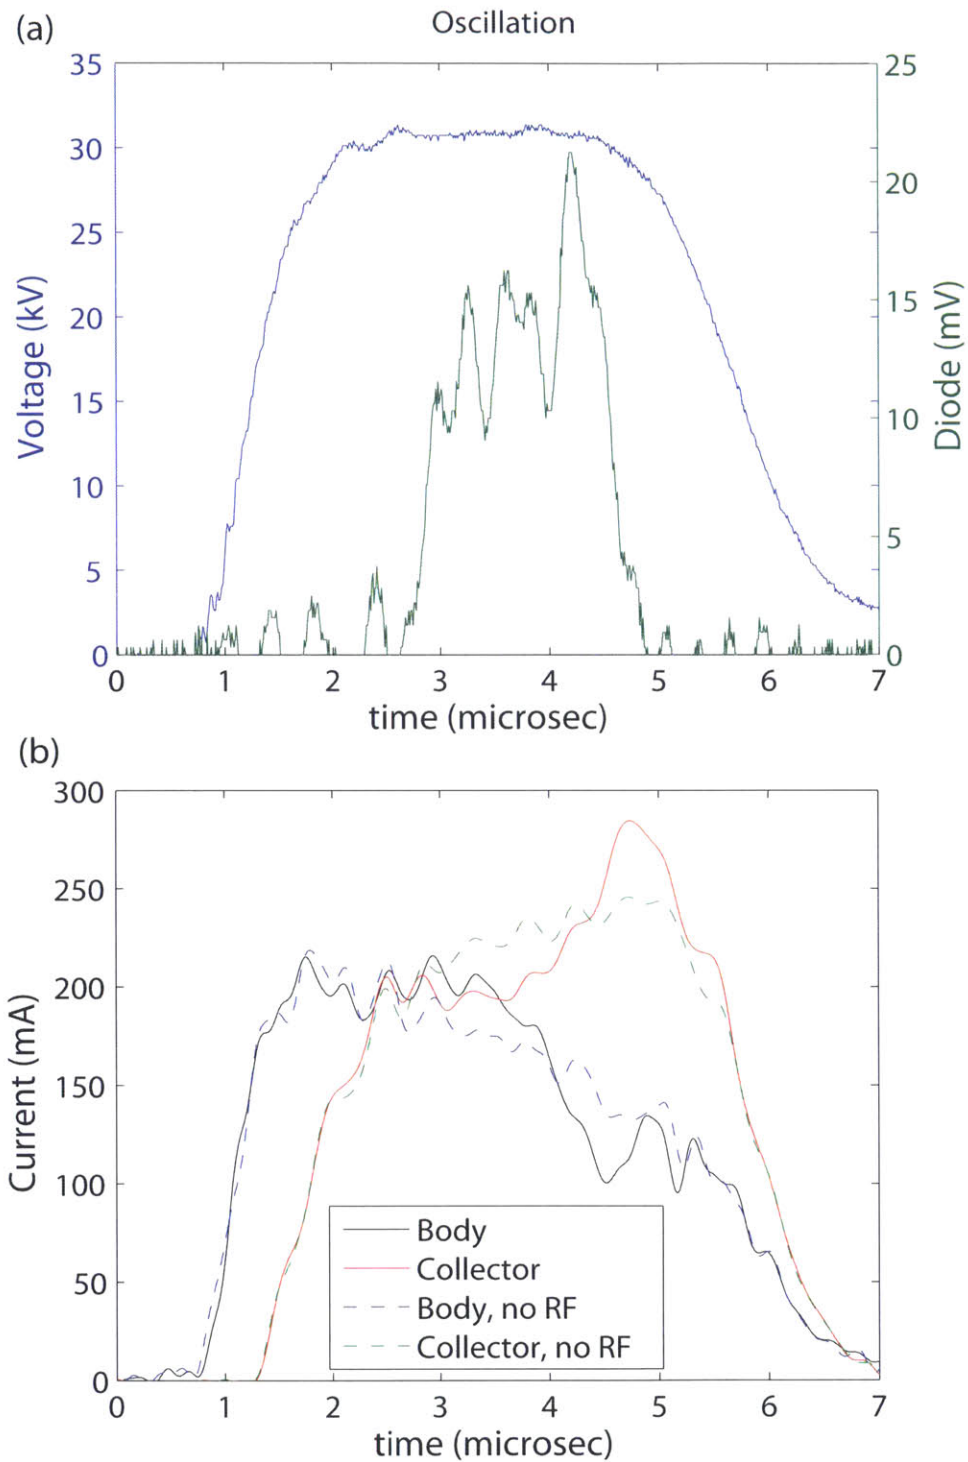 (a)
Oscillation
35
30
25
20
15
10
5
0
Voltage (kV)
25
20
15
10
5
0
Diode (mV)
0 1 2 3 4 5 6 7
time (microsec)
(b)
300
250
200
150
100
50
0
Current (mA)
Body
Collector
Body, no RF
Collector, no RF
0 1 2 3 4 5 6 7
time (microsec)